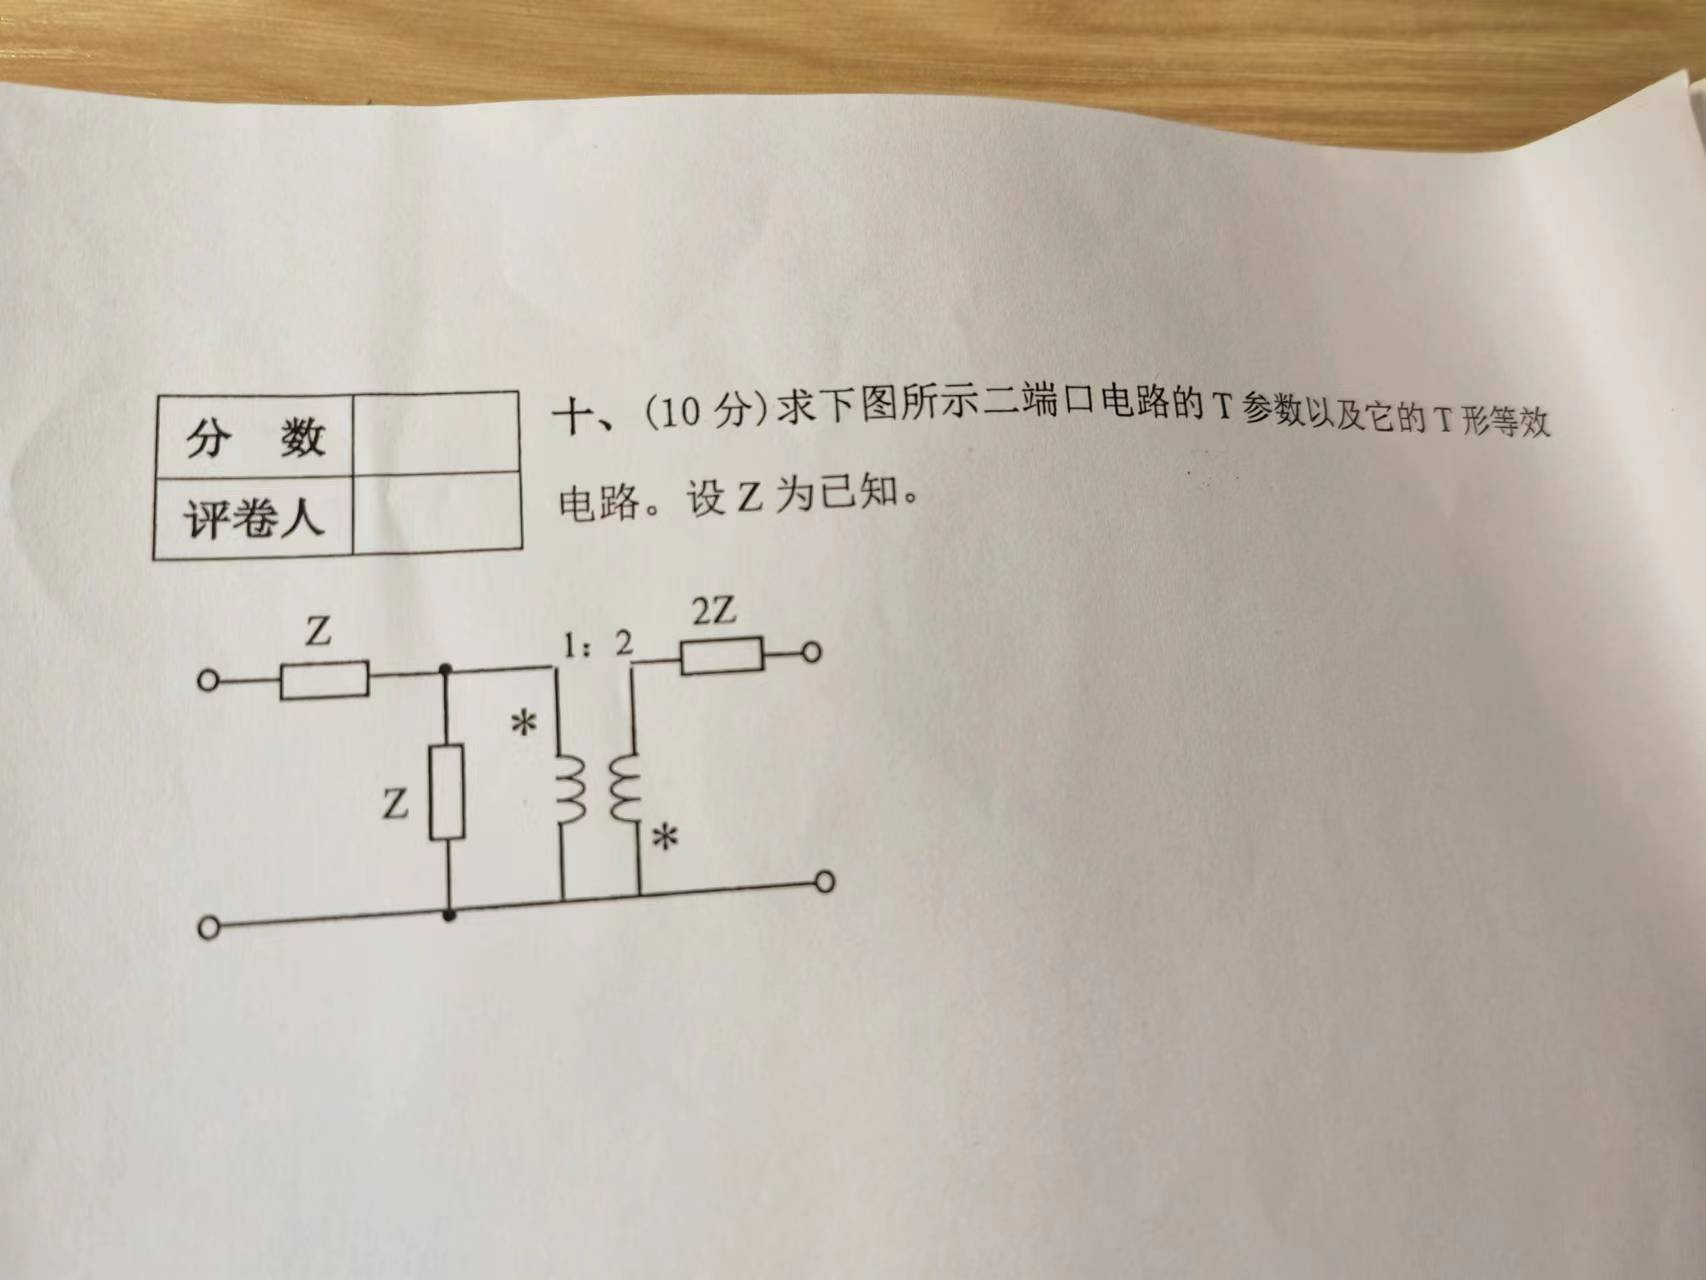 分 数
评卷人
十、(10 分)求下图所示二端口电路的 T 参数以及它的 T 形等效
电路。设 Z 为已知。
Z
1: 2
2Z
*
Z
*